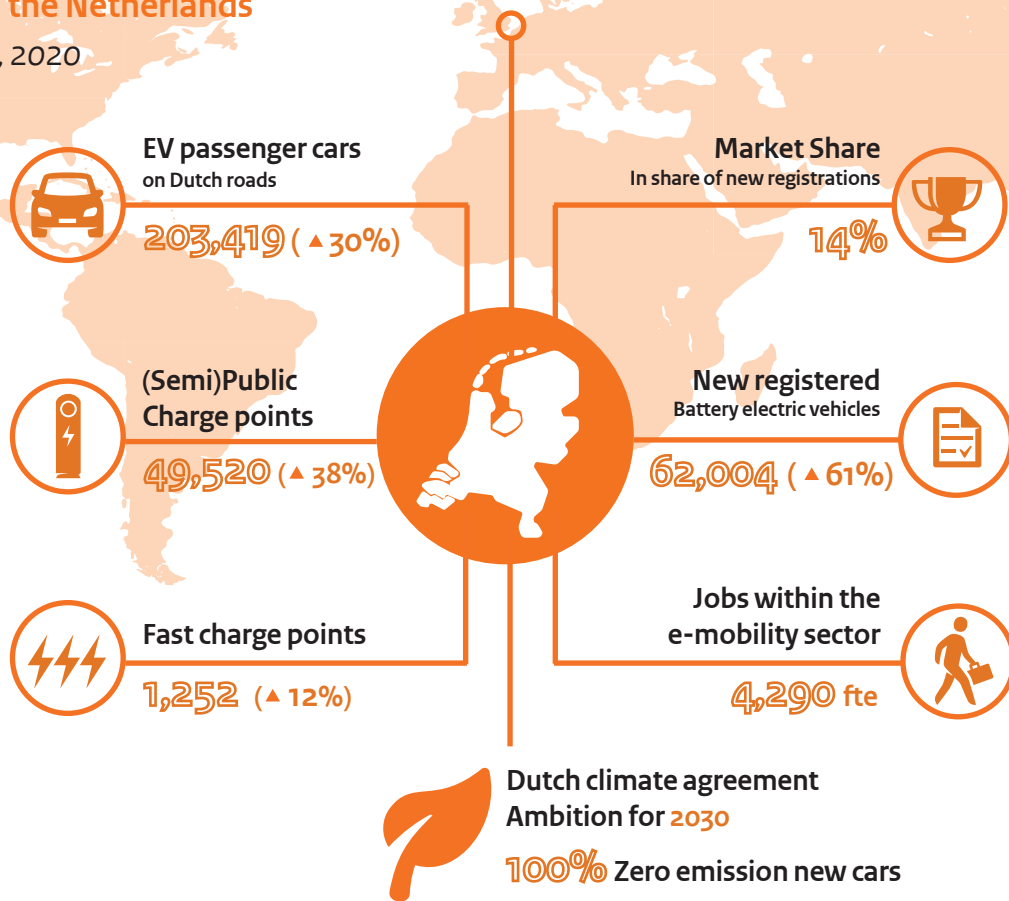 the Netherlands
, 2020
EV passenger cars
on Dutch roads
203,419 ( ▲ 30%)
(Semi)Public
Charge points
49,520 (▲ 38%)
Fast charge points
1,252 (▲ 12%)
Market Share
In share of new registrations
14%
New registered
Battery electric vehicles
62,004 ( ▲ 61%)
Jobs within the
e-mobility sector
4,290 fte
Dutch climate agreement
Ambition for 2030
100% Zero emission new cars